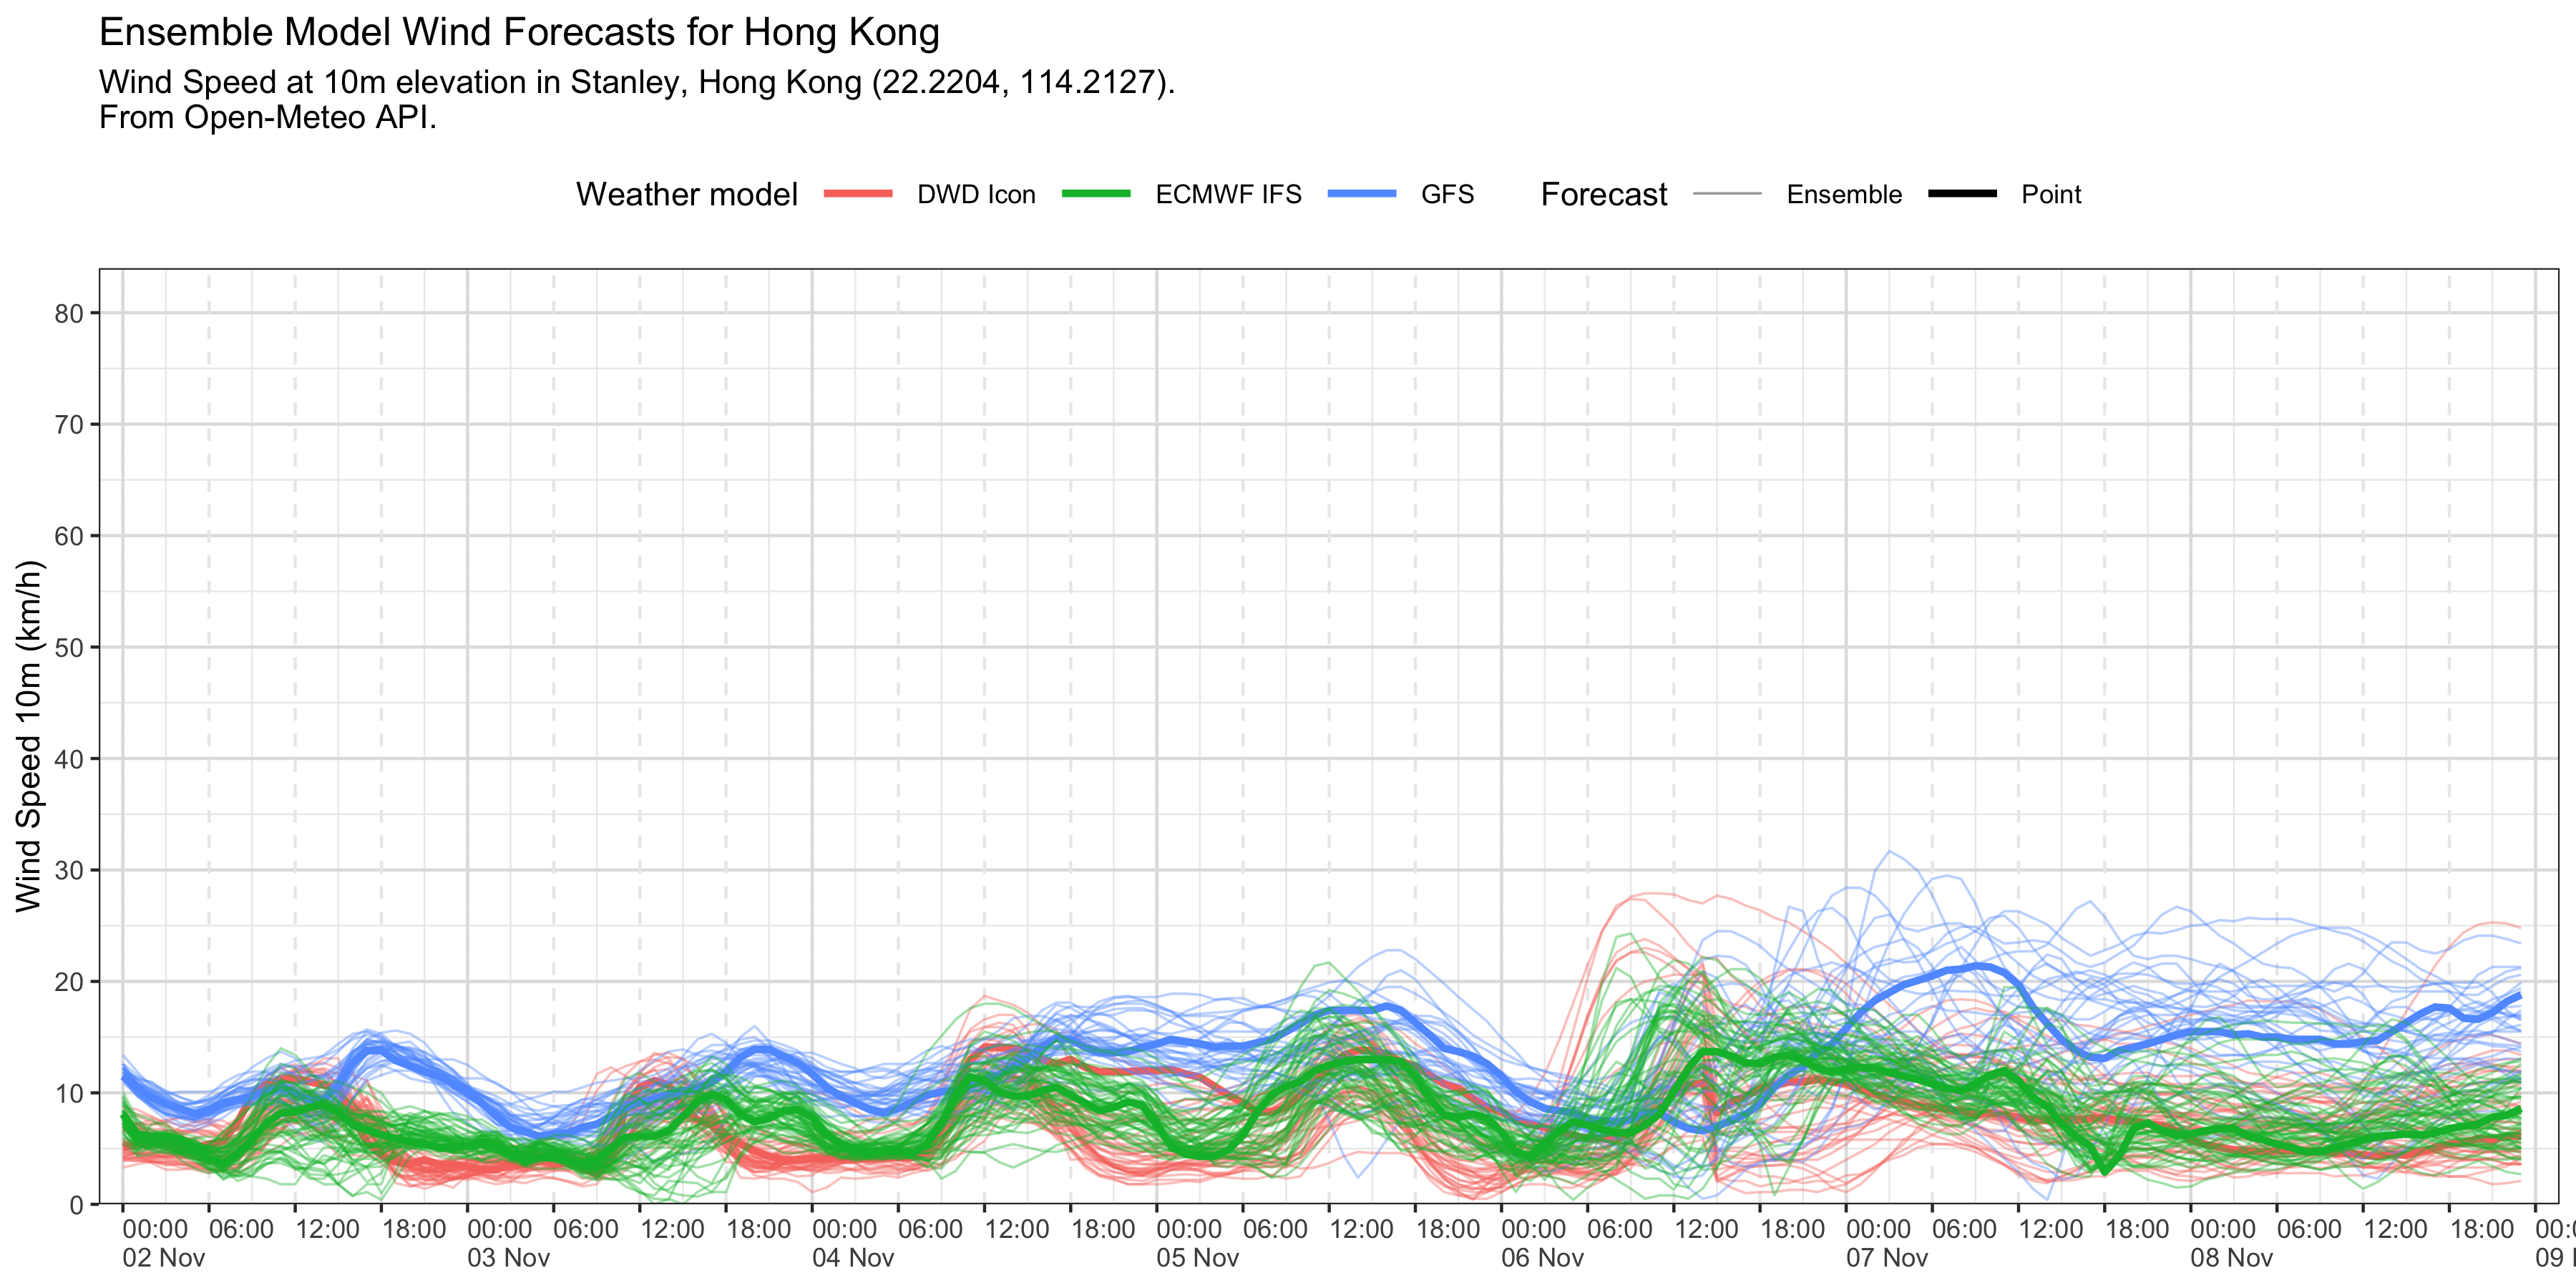 Ensemble Model Wind Forecasts for Hong Kong
Wind Speed at 10m elevation in Stanley, Hong Kong (22.2204, 114.2127).
From Open-Meteo API.
Weather model DWD Icon ECMWF IFS GFS Forecast Ensemble Point
Wind Speed 10m (km/h)
80
70
60
50
40
30
20
10
0
00:00 06:00 12:00 18:00 00:00 06:00 12:00 18:00 00:00 06:00 12:00 18:00 00:00 06:00 12:00 18:00 00:00 06:00 12:00 18:00 00:00 06:00 12:00 18:00 00:00 06:00 12:00 18:00
02 Nov 03 Nov 04 Nov 05 Nov 06 Nov 07 Nov 08 Nov 09